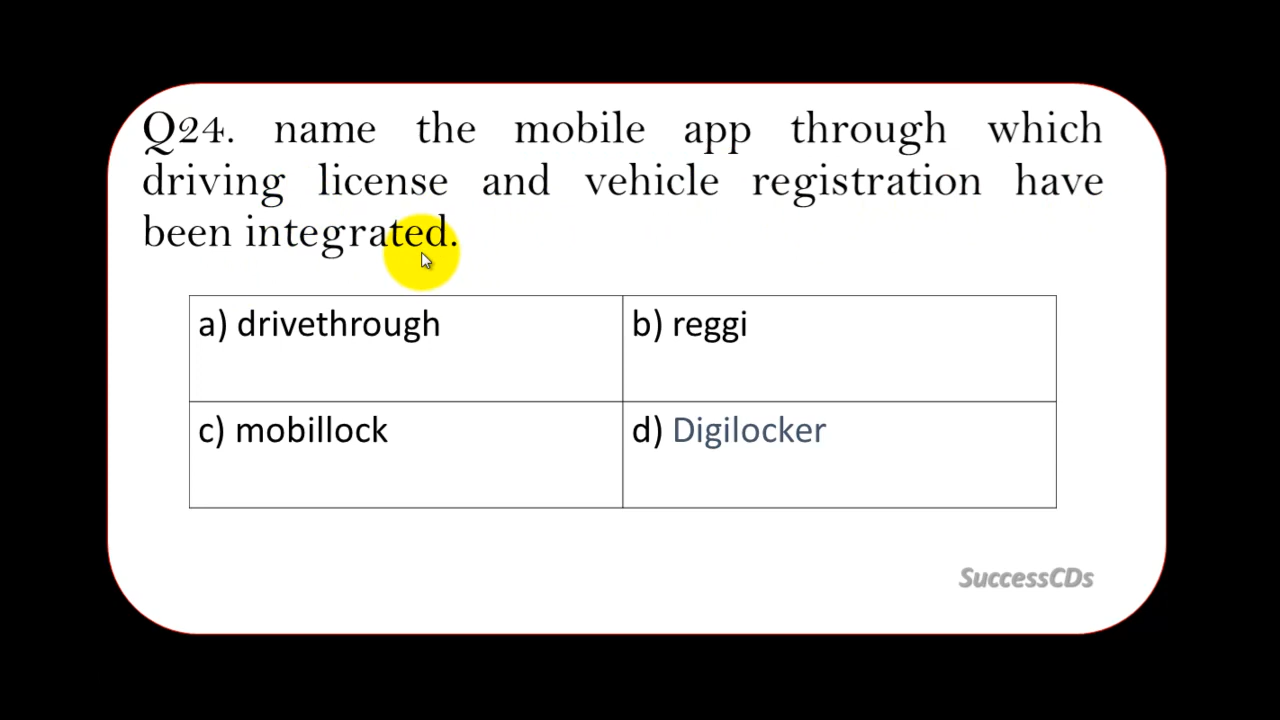 Q24. name the mobile app through which
driving license and vehicle registration have
been integrated.
a) drivethrough
b) reggi
c) mobillock
d) Digilocker
SuccessCDs